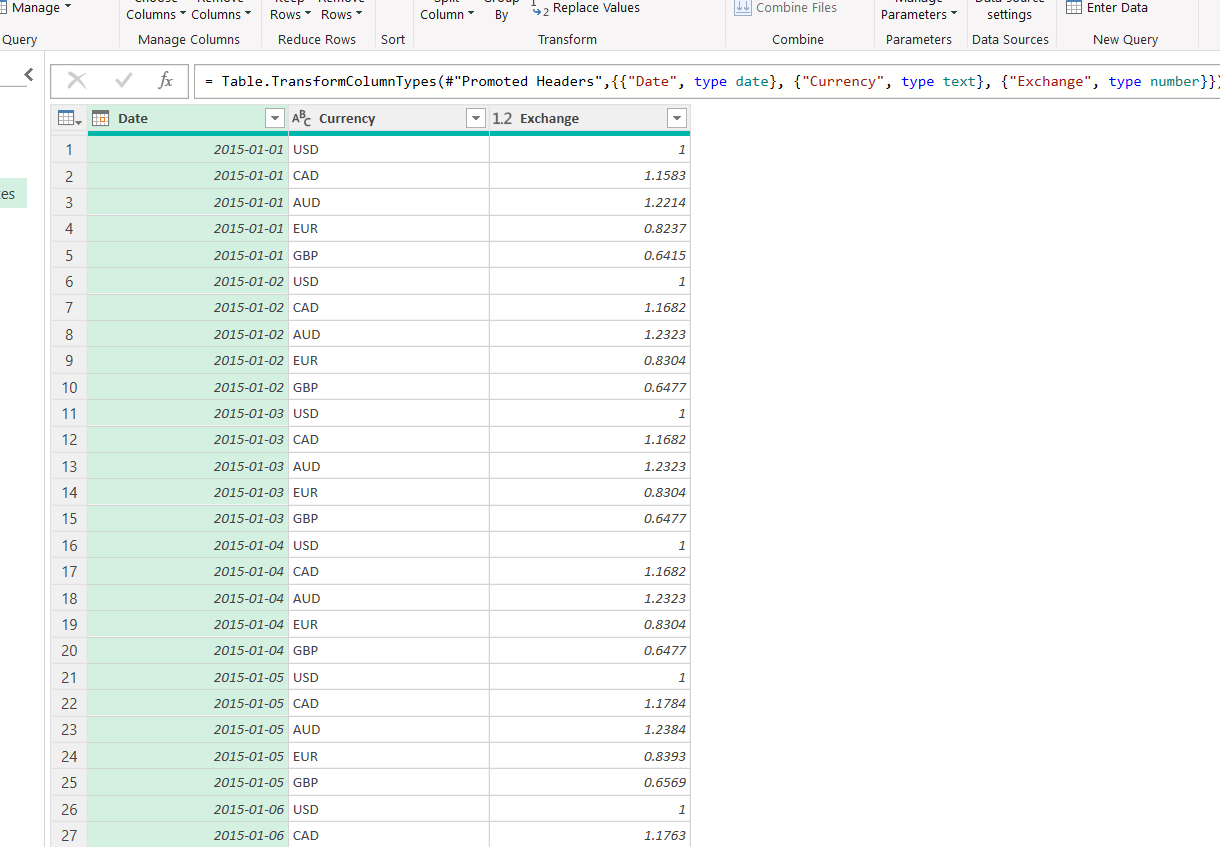 Manage
Columns Columns
Rows Rows
Column By
2 Replace Values
Combine Files
Parameters
settings
Enter Data
Query
Manage Columns
Reduce Rows
Sort
Transform
Combine
Parameters
Data Sources
New Query
fx
= Table.TransformColumnTypes(#"Promoted Headers",{{"Date", type date}, {"Currency", type text}, {"Exchange", type number}})
Date ABC Currency 1.2 Exchange
1 2015-01-01 USD 1
2 2015-01-01 CAD 1.1583
3 2015-01-01 AUD 1.2214
4 2015-01-01 EUR 0.8237
5 2015-01-01 GBP 0.6415
6 2015-01-02 USD 1
7 2015-01-02 CAD 1.1682
8 2015-01-02 AUD 1.2323
9 2015-01-02 EUR 0.8304
10 2015-01-02 GBP 0.6477
11 2015-01-03 USD 1
12 2015-01-03 CAD 1.1682
13 2015-01-03 AUD 1.2323
14 2015-01-03 EUR 0.8304
15 2015-01-03 GBP 0.6477
16 2015-01-04 USD 1
17 2015-01-04 CAD 1.1682
18 2015-01-04 AUD 1.2323
19 2015-01-04 EUR 0.8304
20 2015-01-04 GBP 0.6477
21 2015-01-05 USD 1
22 2015-01-05 CAD 1.1784
23 2015-01-05 AUD 1.2384
24 2015-01-05 EUR 0.8393
25 2015-01-05 GBP 0.6569
26 2015-01-06 USD 1
27 2015-01-06 CAD 1.1763